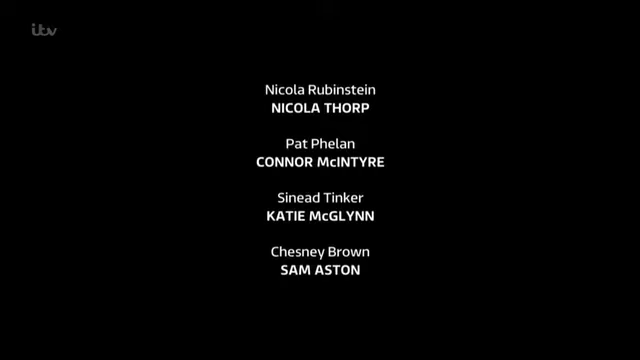 itv
Nicola Rubinstein
NICOLA THORP
Pat Phelan
CONNOR McINTYRE
Sinead Tinker
KATIE McGLYNN
Chesney Brown
SAM ASTON